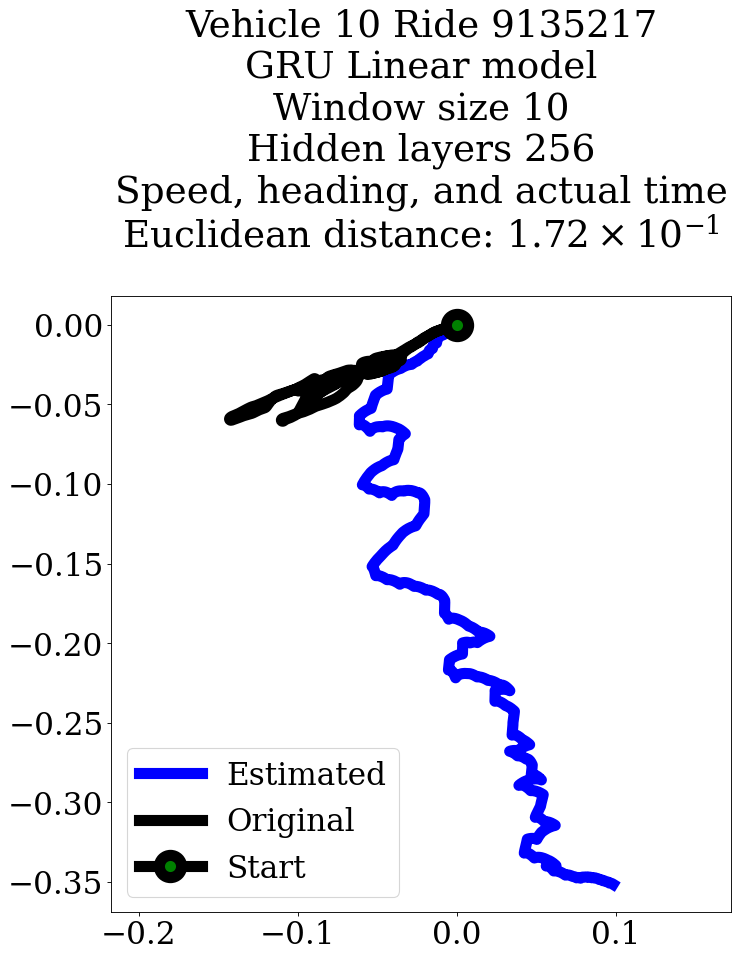 Vehicle 10 Ride 9135217
GRU Linear model
Window size 10
Hidden layers 256
Speed, heading, and actual time
Euclidean distance: 1.72 × 10⁻¹
0.00
−0.05
−0.10
−0.15
−0.20
−0.25
−0.30
−0.35
Estimated
Original
Start
−0.2 −0.1 0.0 0.1